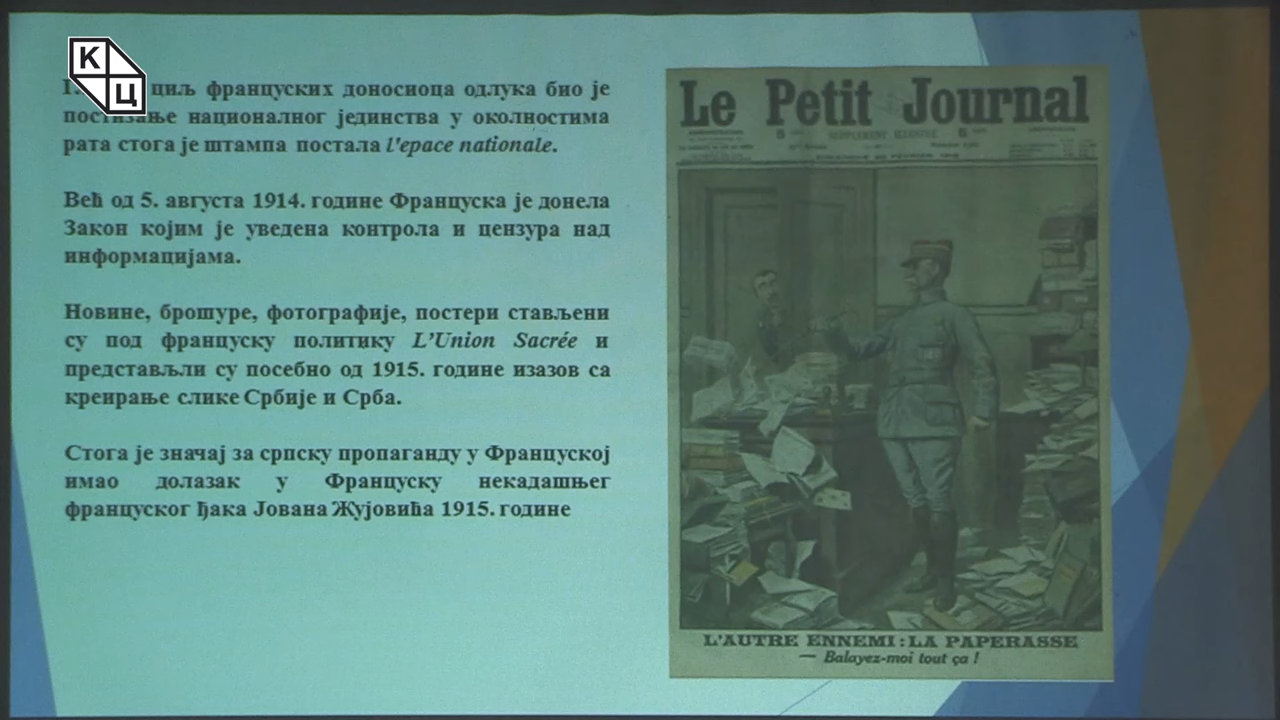 К
Ц
циљ француских доносиоца одлука био је
постизање националног јединства у околностима
рата стога је штампа постала l'epace nationale.
Већ од 5. августа 1914. године Француска је донела
Закон којим је уведена контрола и цензура над
информацијама.
Новине, брошуре, фотографије, постери стављени
су под француску политику L'Union Sacrée и
представљли су посебно од 1915. године изазов са
креирање слике Србије и Срба.
Стога је значај за српску пропаганду у Француској
имао долазак у Француску некадашњег
француског ђака Јована Жујовића 1915. године
Le Petit Journal
5 SUPPLÉMENT ILLUSTRÉ 5
L'AUTRE ENNEMI : LA PAPERASSE
— Balayez-moi tout ça !